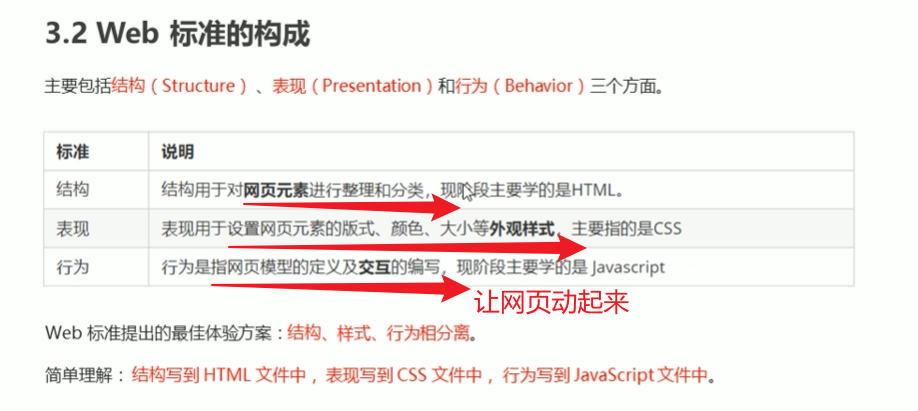 3.2 Web 标准的构成
主要包括结构（Structure）、表现（Presentation）和行为（Behavior）三个方面。
标准 说明
结构 结构用于对网页元素进行整理和分类，现阶段主要学的是HTML。
表现 表现用于设置网页元素的版式、颜色、大小等外观样式，主要指的是CSS
行为 行为是指网页模型的定义及交互的编写，现阶段主要学的是 Javascript
让网页动起来
Web 标准提出的最佳体验方案：结构、样式、行为相分离。
简单理解： 结构写到 HTML 文件中， 表现写到 CSS 文件中， 行为写到 JavaScript 文件中。